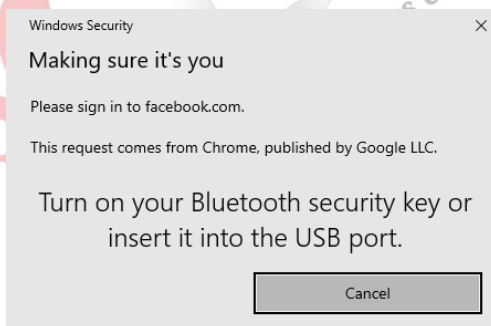 Windows Security
Making sure it's you
Please sign in to facebook.com.
This request comes from Chrome, published by Google LLC.
Turn on your Bluetooth security key or
insert it into the USB port.
Cancel